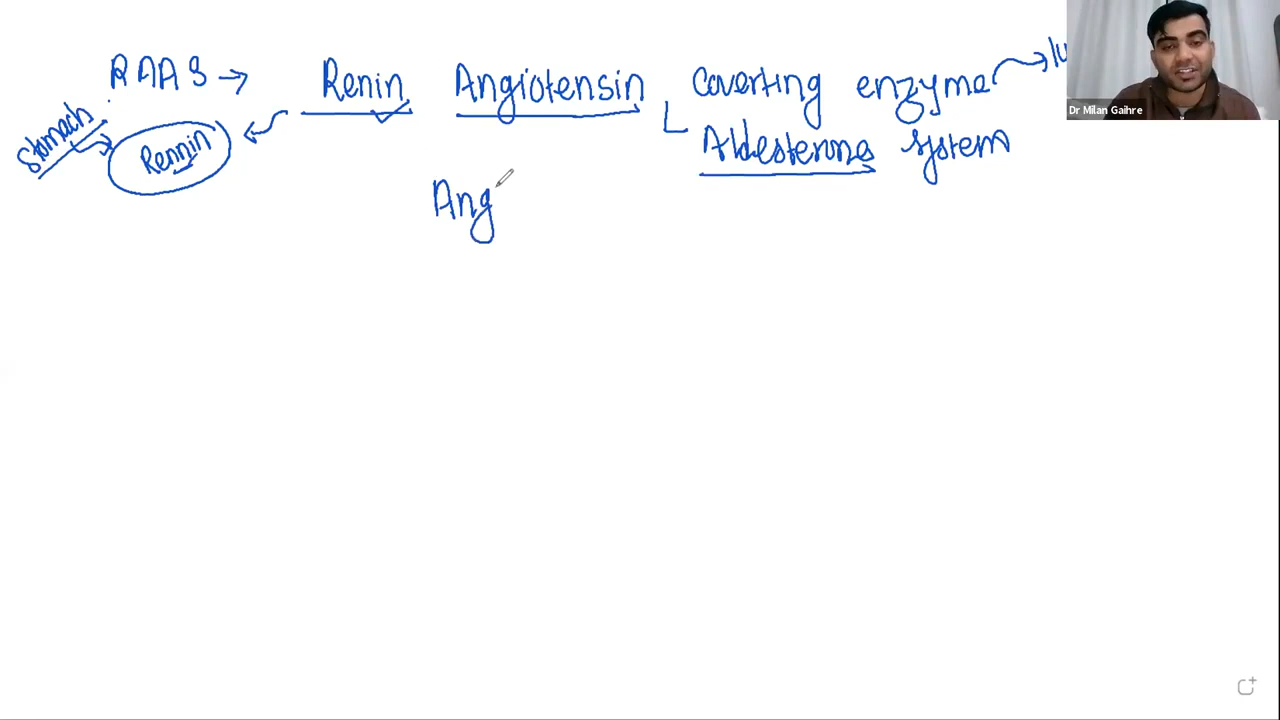 RAAS → Renin Angiotensin Coverting enzyme
Stomach
Rennin
Aldesterone system
Ang
Dr Milan Gaihre